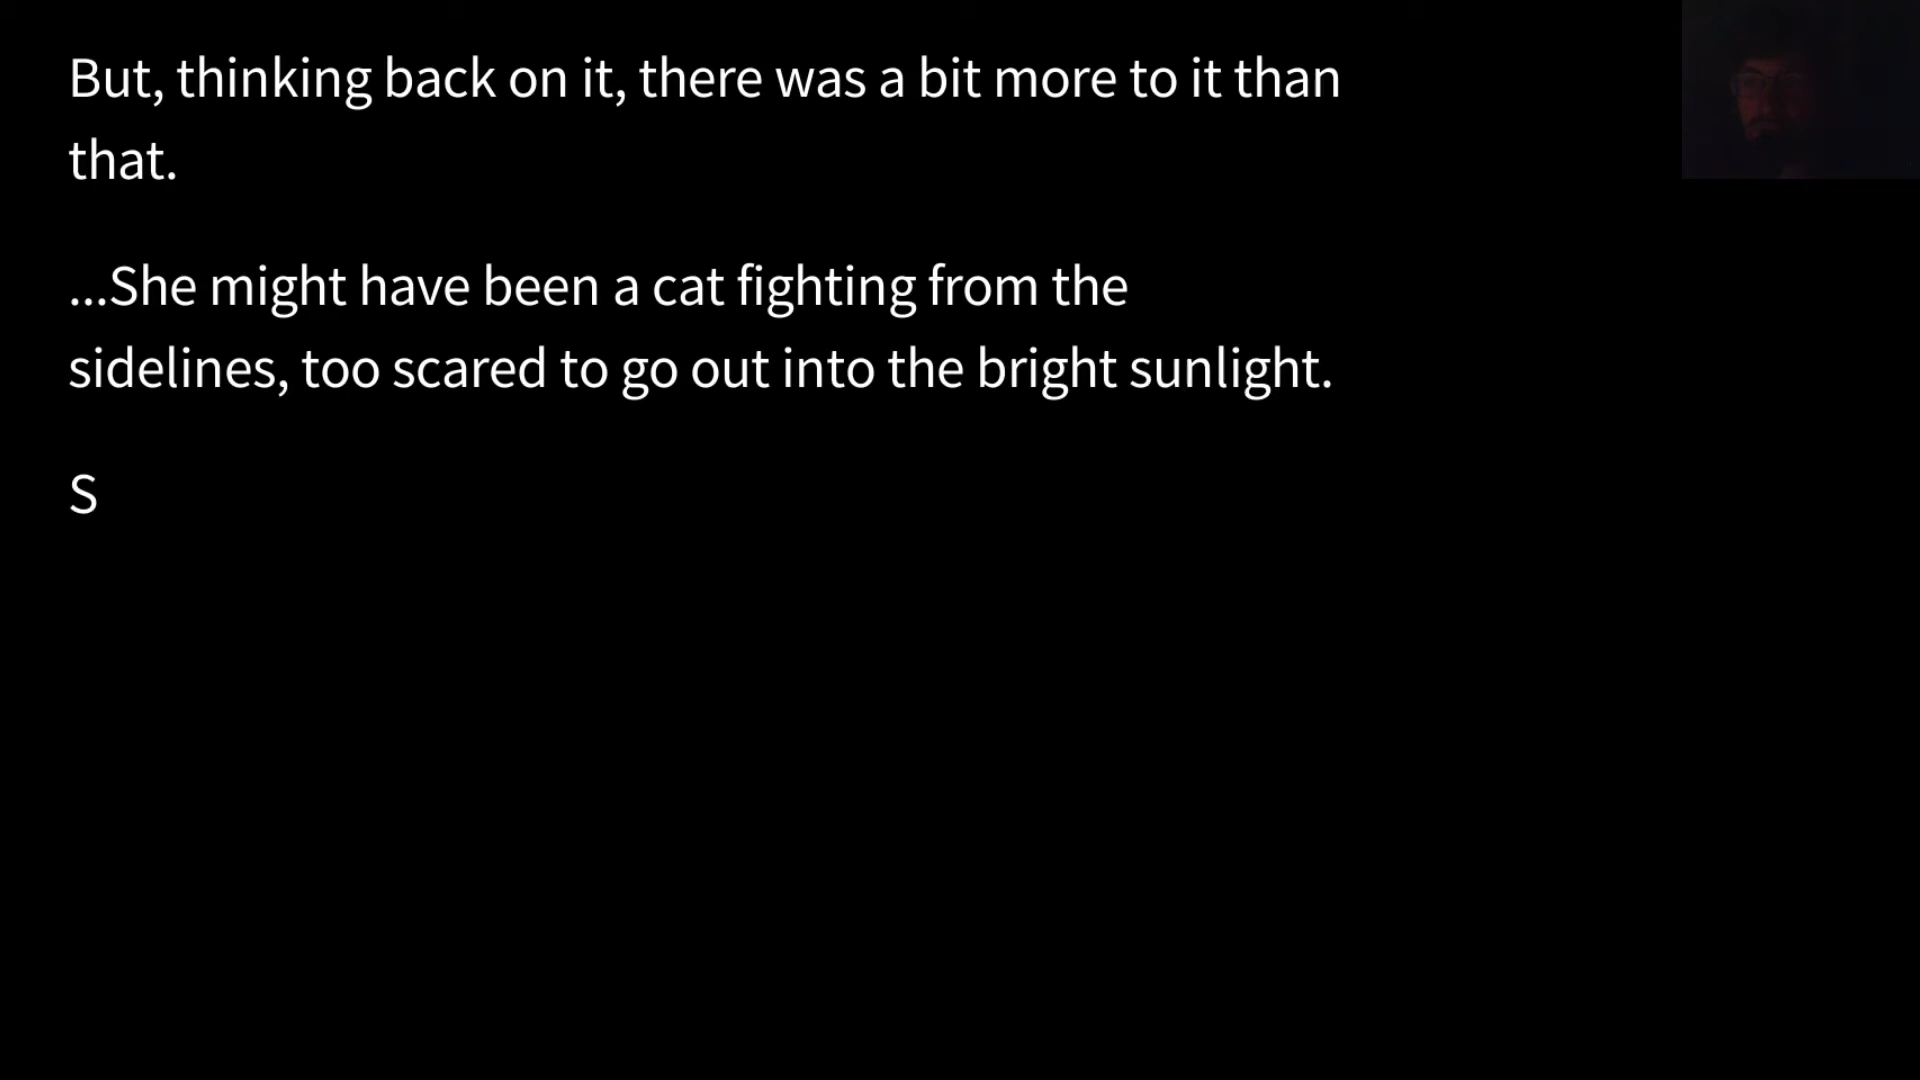 But, thinking back on it, there was a bit more to it than
that.
...She might have been a cat fighting from the
sidelines, too scared to go out into the bright sunlight.
S